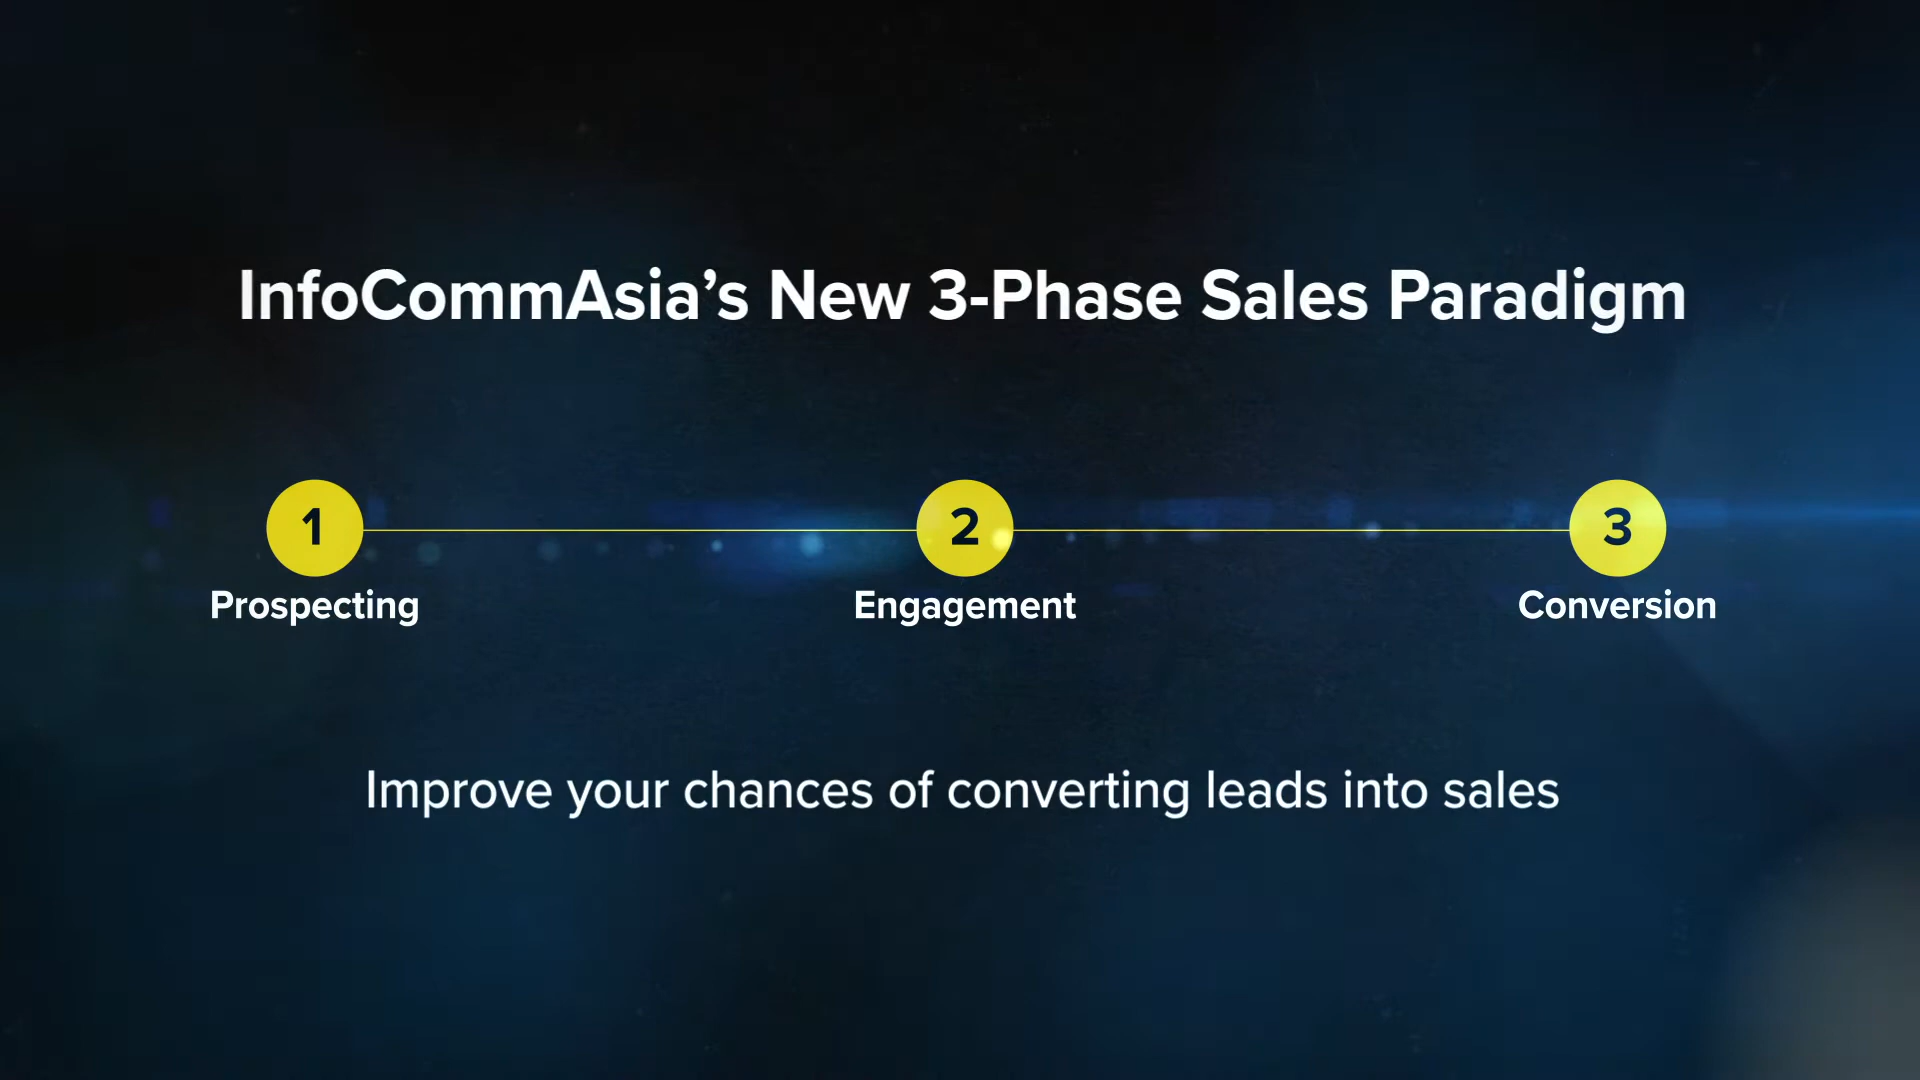 InfoCommAsia’s New 3-Phase Sales Paradigm
1 2 3
Prospecting Engagement Conversion
Improve your chances of converting leads into sales